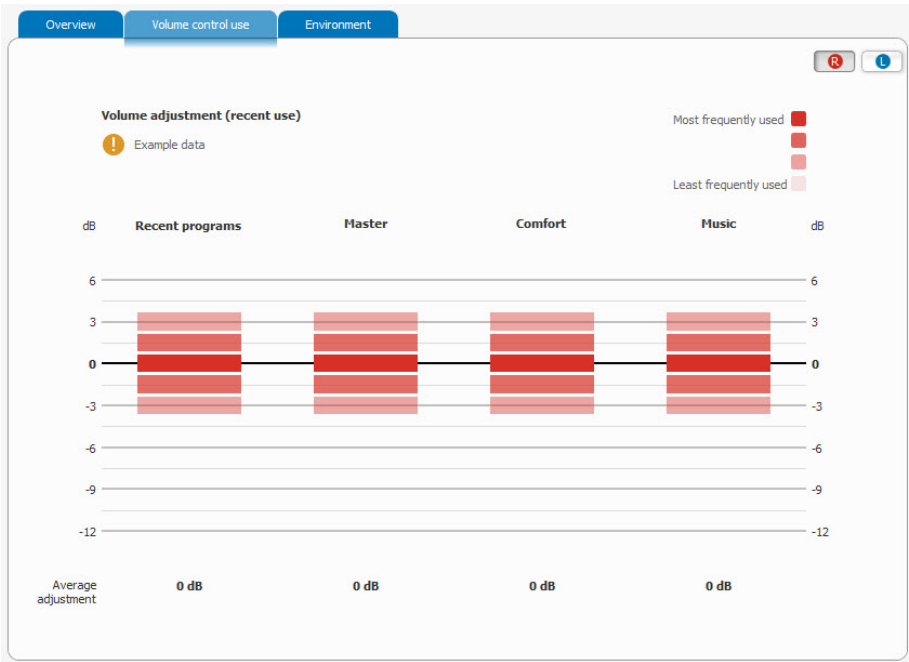 Overview Volume control use Environment
R L
Volume adjustment (recent use)
! Example data
Most frequently used
Least frequently used
dB Recent programs Master Comfort Music dB
6 6
3 3
0 0
-3 -3
-6 -6
-9 -9
-12 -12
Average
adjustment
0 dB 0 dB 0 dB 0 dB